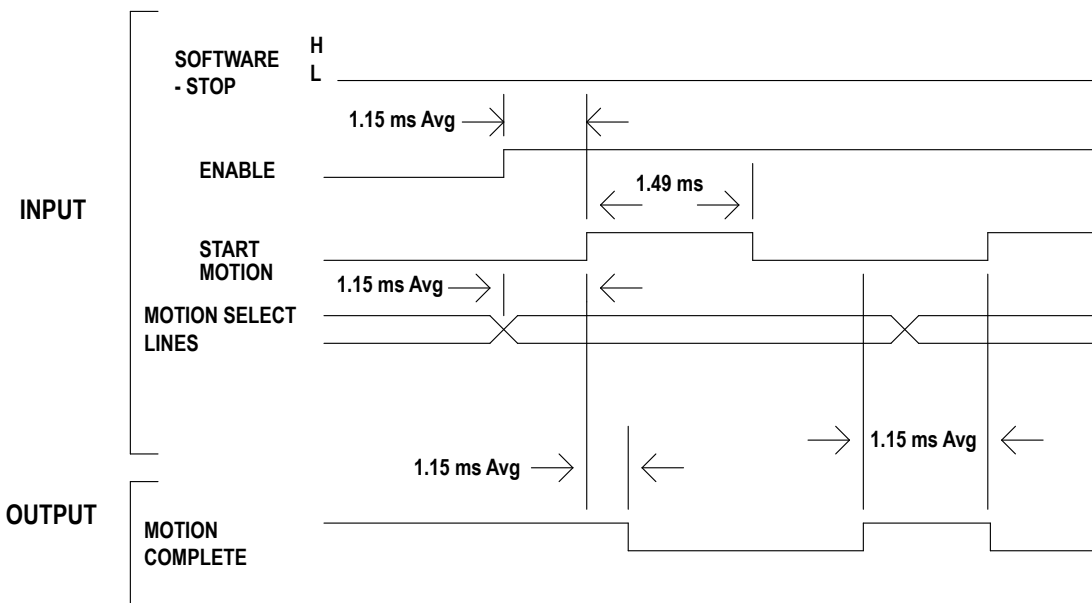 INPUT
SOFTWARE
- STOP
H
L
1.15 ms Avg
ENABLE
1.49 ms
START
MOTION
1.15 ms Avg
MOTION SELECT
LINES
1.15 ms Avg
1.15 ms Avg
OUTPUT
MOTION
COMPLETE